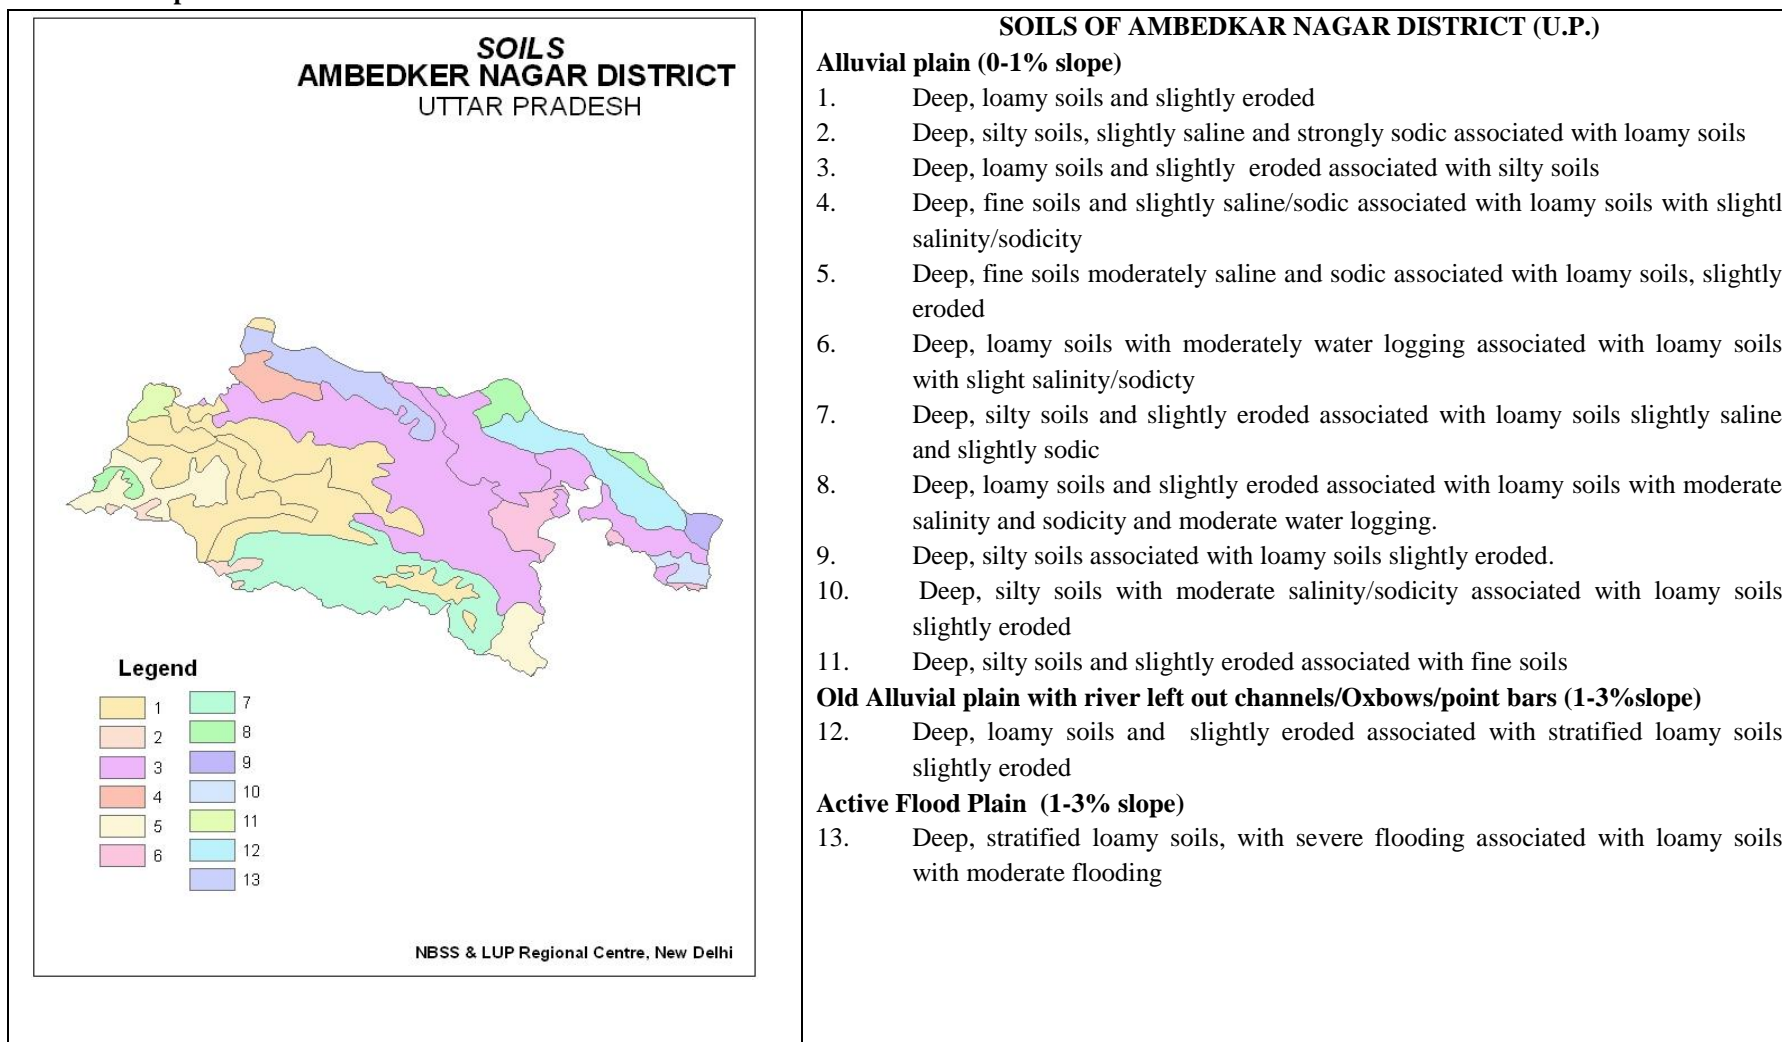 SOILS
AMBEDKER NAGAR DISTRICT
UTTAR PRADESH
Legend
1
2
3
4
5
6
7
8
9
10
11
12
13
NBSS & LUP Regional Centre, New Delhi
SOILS OF AMBEDKAR NAGAR DISTRICT (U.P.)
Alluvial plain (0-1% slope)
1. Deep, loamy soils and slightly eroded
2. Deep, silty soils, slightly saline and strongly sodic associated with loamy soils
3. Deep, loamy soils and slightly eroded associated with silty soils
4. Deep, fine soils and slightly saline/sodic associated with loamy soils with slightl
salinity/sodicity
5. Deep, fine soils moderately saline and sodic associated with loamy soils, slightly
eroded
6. Deep, loamy soils with moderately water logging associated with loamy soils
with slight salinity/sodicty
7. Deep, silty soils and slightly eroded associated with loamy soils slightly saline
and slightly sodic
8. Deep, loamy soils and slightly eroded associated with loamy soils with moderate
salinity and sodicity and moderate water logging.
9. Deep, silty soils associated with loamy soils slightly eroded.
10. Deep, silty soils with moderate salinity/sodicity associated with loamy soils
slightly eroded
11. Deep, silty soils and slightly eroded associated with fine soils
Old Alluvial plain with river left out channels/Oxbows/point bars (1-3%slope)
12. Deep, loamy soils and slightly eroded associated with stratified loamy soils
slightly eroded
Active Flood Plain (1-3% slope)
13. Deep, stratified loamy soils, with severe flooding associated with loamy soils
with moderate flooding